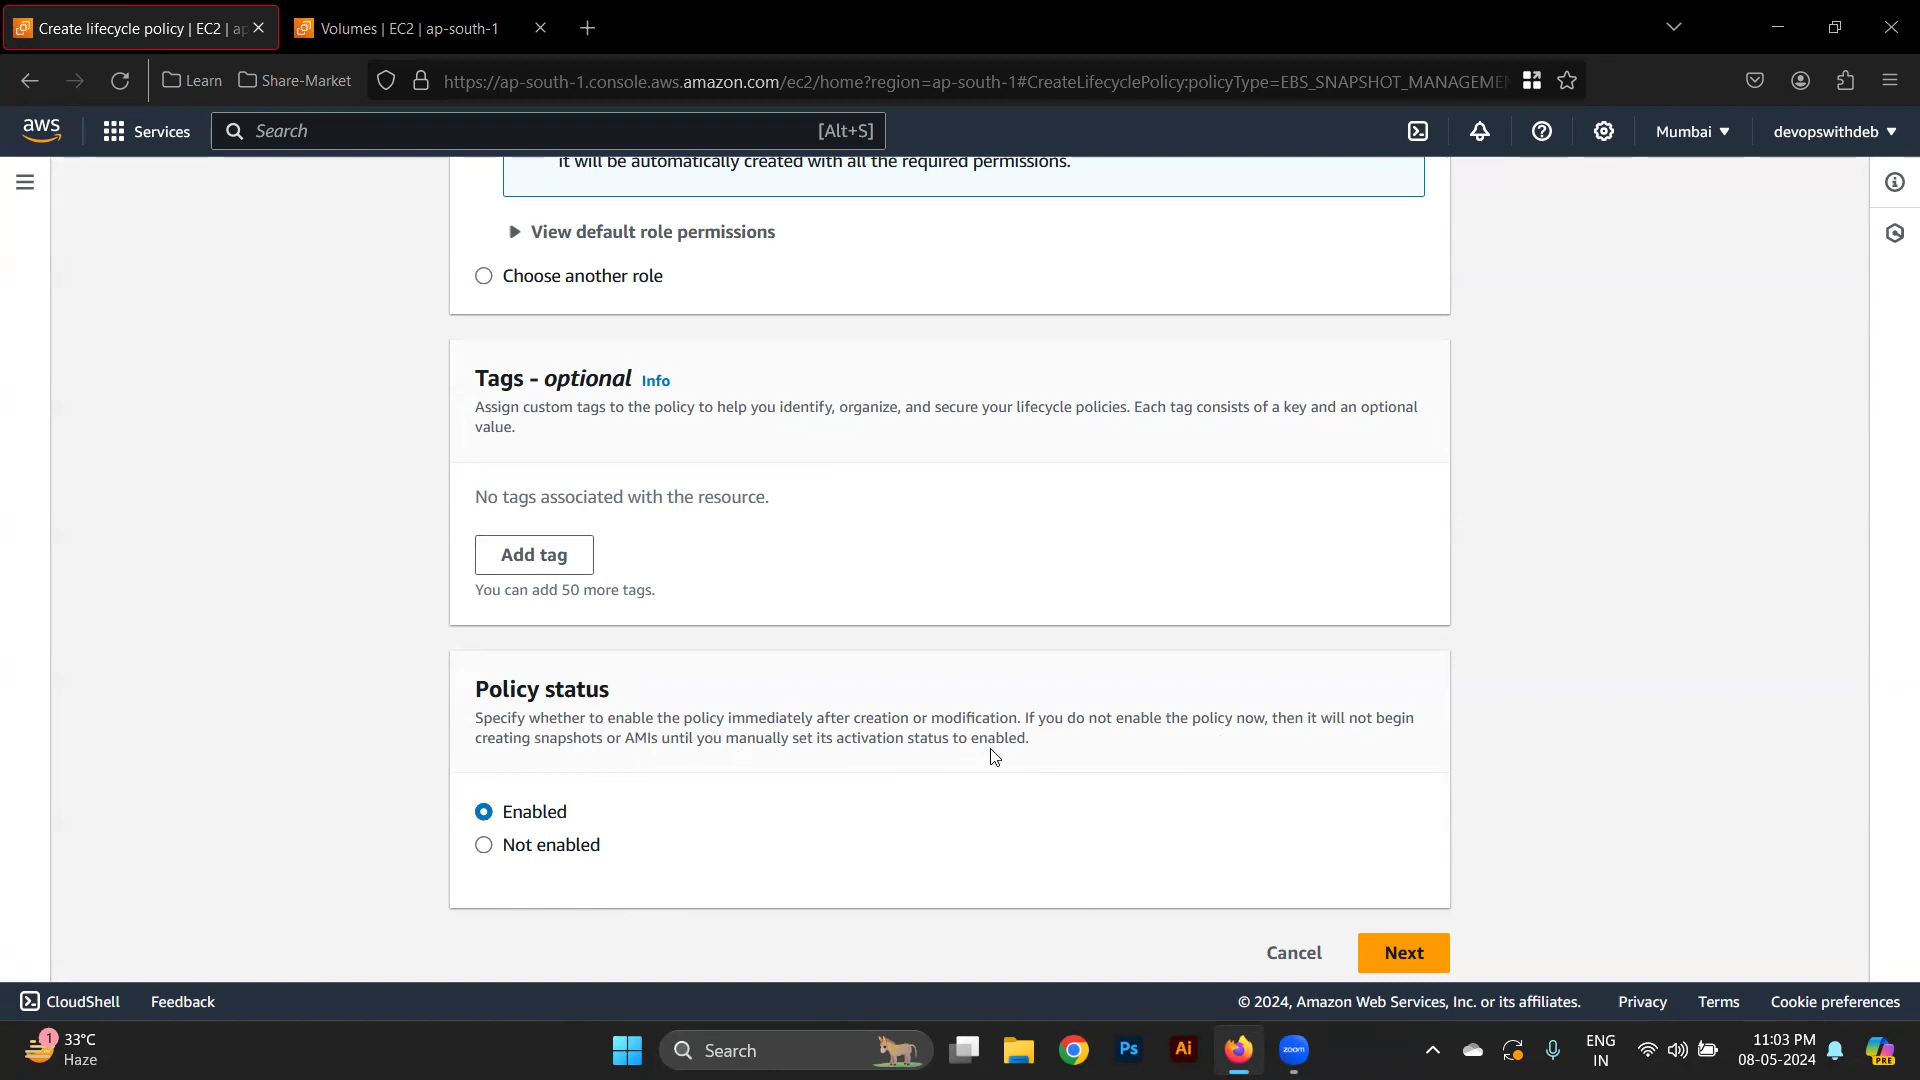 Create lifecycle policy | EC2 | ap
Volumes | EC2 | ap-south-1
Learn
Share-Market
https://ap-south-1.console.aws.amazon.com/ec2/home?region=ap-south-1#CreateLifecyclePolicy:policyType=EBS_SNAPSHOT_MANAGEME
aws
Services
Search
[Alt+S]
Mumbai
devopswithdeb
it will be automatically created with all the required permissions.
View default role permissions
Choose another role
Tags - optional Info
Assign custom tags to the policy to help you identify, organize, and secure your lifecycle policies. Each tag consists of a key and an optional
value.
No tags associated with the resource.
Add tag
You can add 50 more tags.
Policy status
Specify whether to enable the policy immediately after creation or modification. If you do not enable the policy now, then it will not begin
creating snapshots or AMIs until you manually set its activation status to enabled.
Enabled
Not enabled
Cancel
Next
CloudShell
Feedback
© 2024, Amazon Web Services, Inc. or its affiliates.
Privacy
Terms
Cookie preferences
1
33°C
Haze
Search
Ps
Ai
zoom
ENG
IN
11:03 PM
08-05-2024
PRE